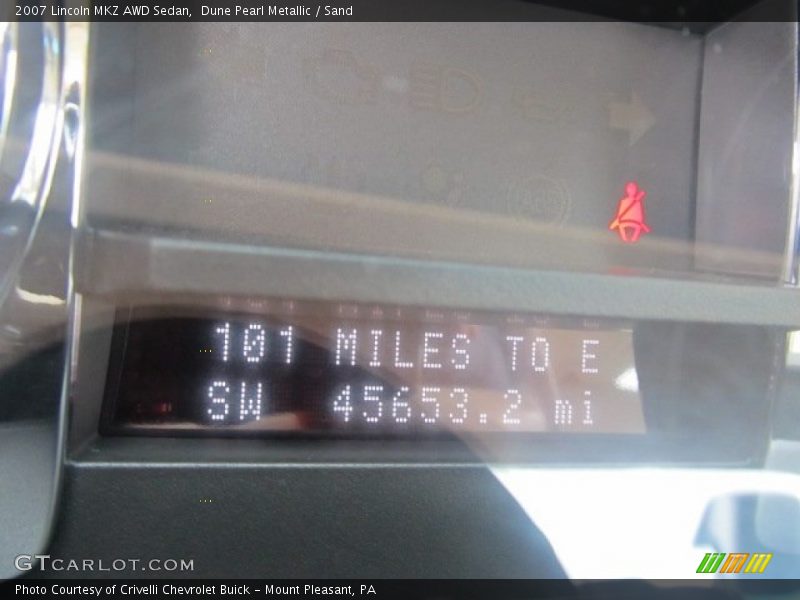 2007 Lincoln MKZ AWD Sedan,  Dune Pearl Metallic / Sand
101 MILES TO E
SW 45653.2 mi
GTCARLOT.COM
Photo Courtesy of Crivelli Chevrolet Buick - Mount Pleasant, PA